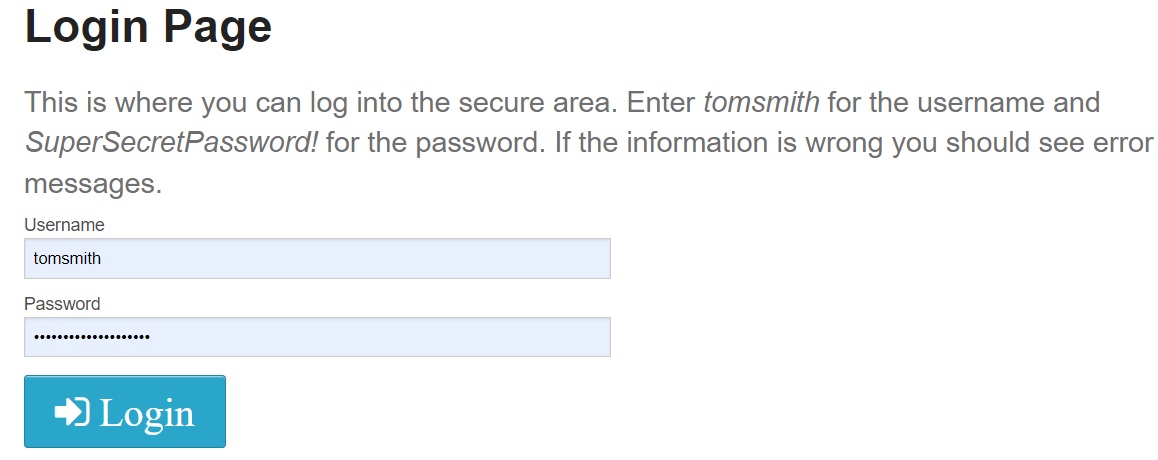 Login Page
This is where you can log into the secure area. Enter tomsmith for the username and
SuperSecretPassword! for the password. If the information is wrong you should see error
messages.
Username
tomsmith
Password
••••••••••••••••••••
Login